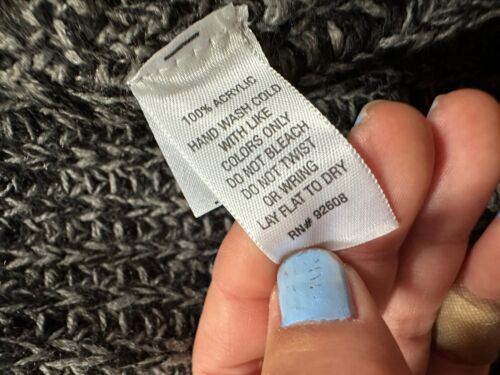 100% ACRYLIC
HAND WASH COLD
WITH LIKE
COLORS ONLY
DO NOT BLEACH
DO NOT TWIST
OR WRING
LAY FLAT TO DRY
RN# 92608